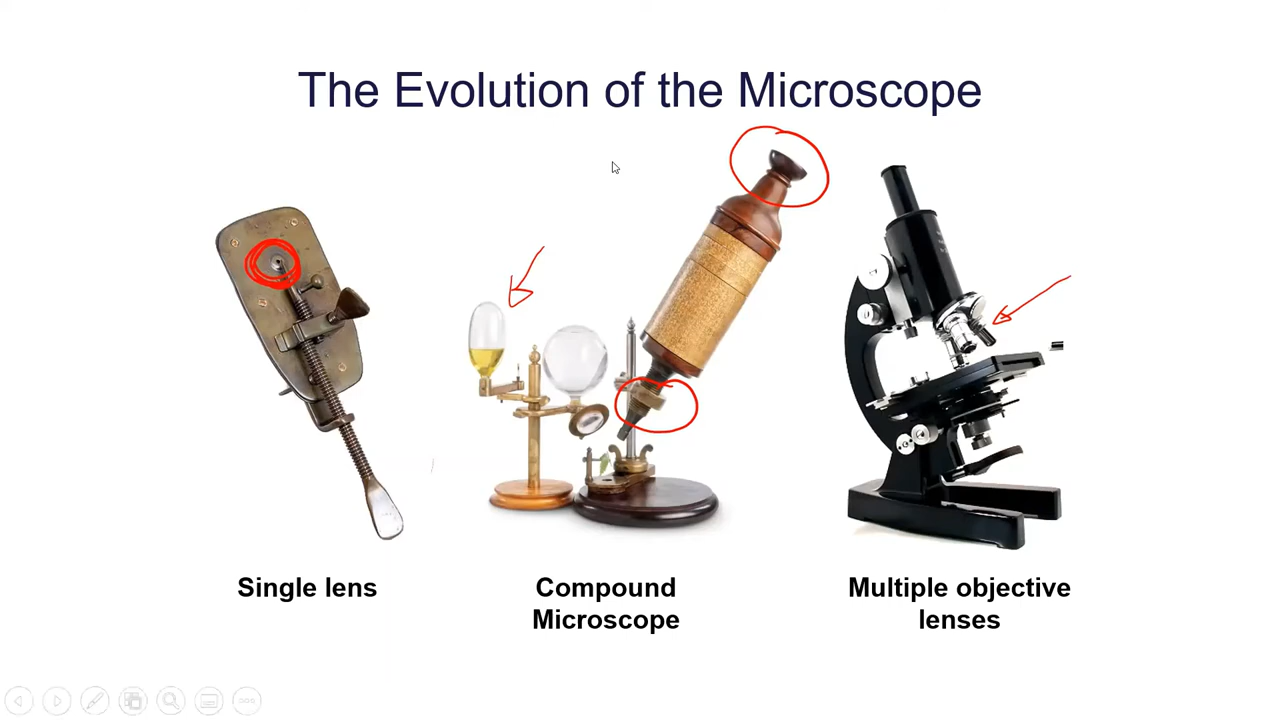 The Evolution of the Microscope
Single lens
Compound
Microscope
Multiple objective
lenses